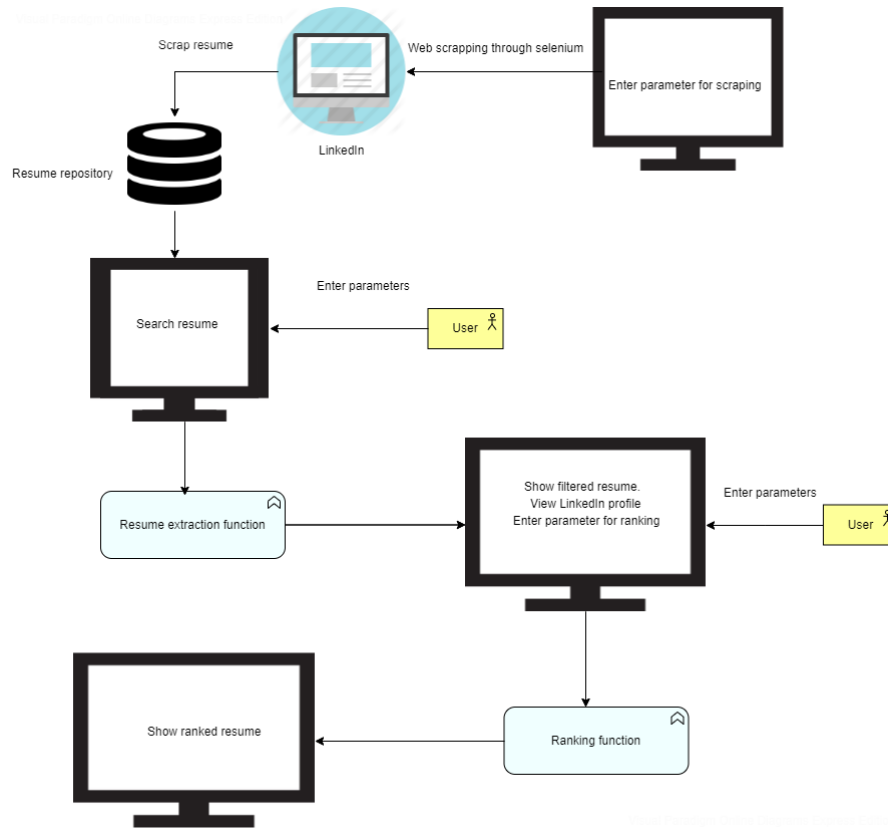 Scrap resume
Web scrapping through selenium
Enter parameter for scraping
LinkedIn
Resume repository
Enter parameters
Search resume
User
Show filtered resume.
View LinkedIn profile
Enter parameter for ranking
Enter parameters
Resume extraction function
User
Show ranked resume
Ranking function